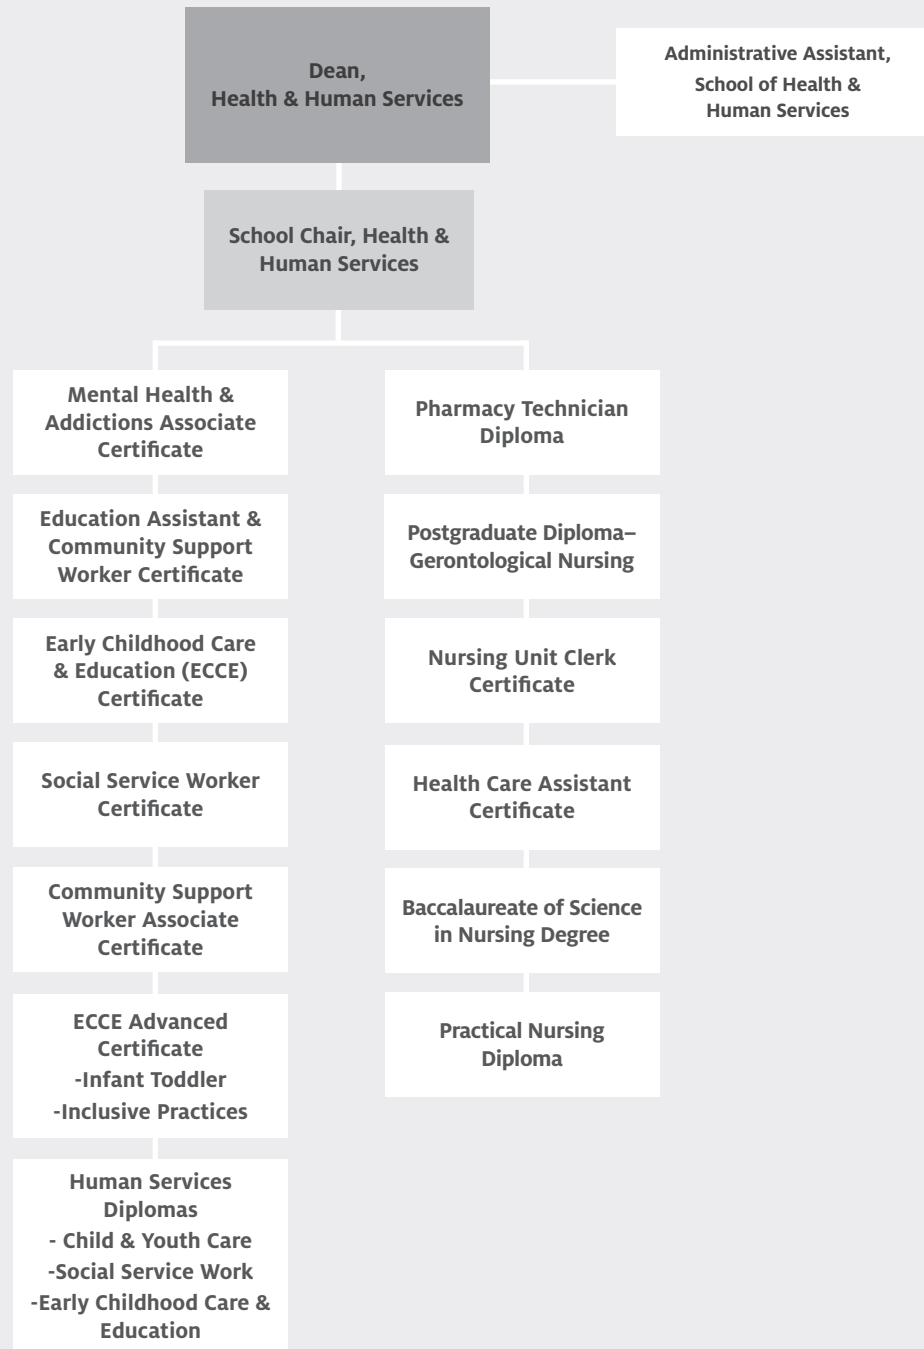 Dean,
Health & Human Services
Administrative Assistant,
School of Health &
Human Services
School Chair, Health &
Human Services
Mental Health &
Addictions Associate
Certificate
Education Assistant &
Community Support
Worker Certificate
Early Childhood Care
& Education (ECCE)
Certificate
Social Service Worker
Certificate
Community Support
Worker Associate
Certificate
ECCE Advanced
Certificate
-Infant Toddler
-Inclusive Practices
Human Services
Diplomas
- Child & Youth Care
-Social Service Work
-Early Childhood Care &
Education
Pharmacy Technician
Diploma
Postgraduate Diploma–
Gerontological Nursing
Nursing Unit Clerk
Certificate
Health Care Assistant
Certificate
Baccalaureate of Science
in Nursing Degree
Practical Nursing
Diploma